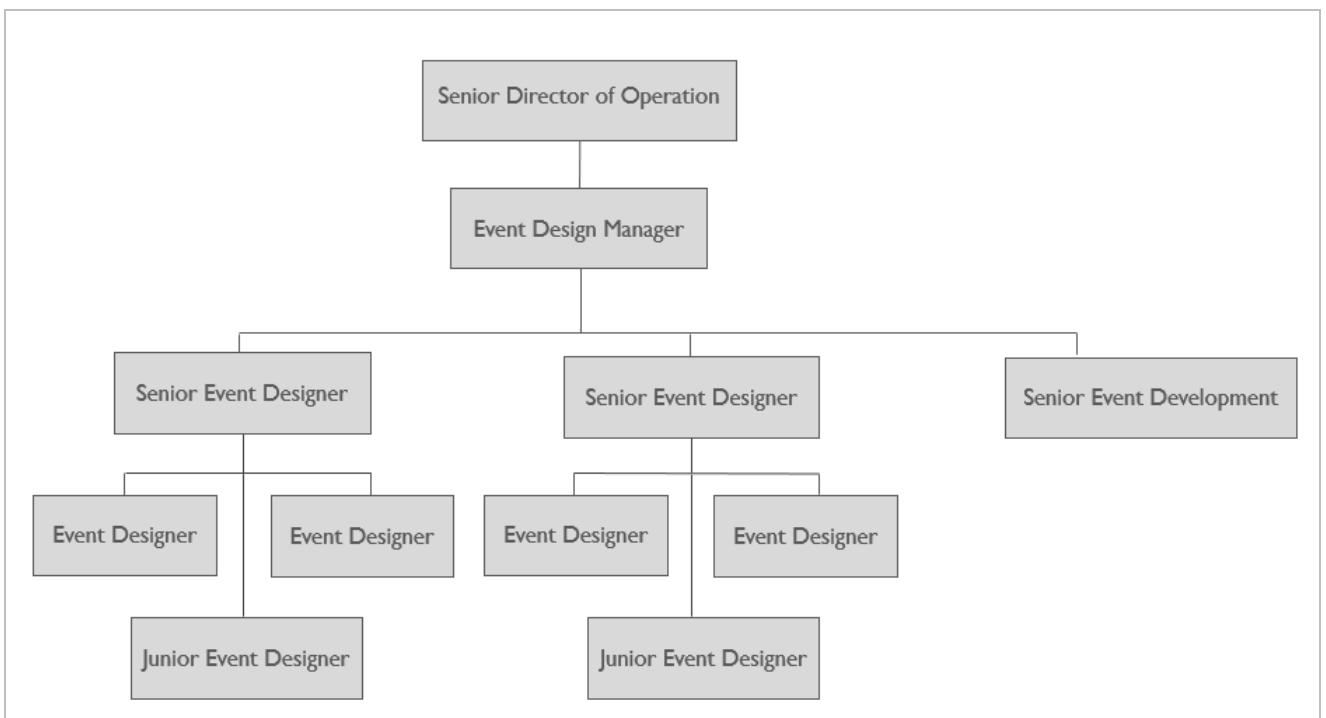 Senior Director of Operation
Event Design Manager
Senior Event Designer
Senior Event Designer
Senior Event Development
Event Designer
Event Designer
Event Designer
Event Designer
Junior Event Designer
Junior Event Designer